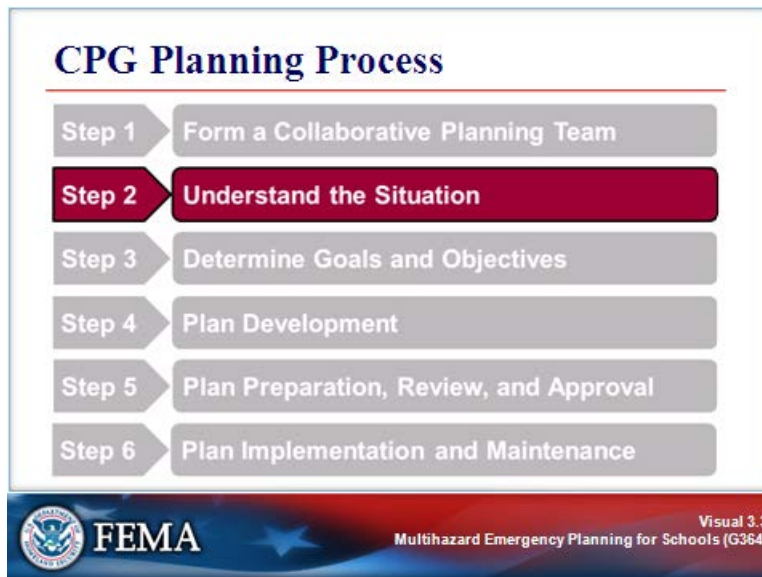 CPG Planning Process
Step 1 Form a Collaborative Planning Team
Step 2 Understand the Situation
Step 3 Determine Goals and Objectives
Step 4 Plan Development
Step 5 Plan Preparation, Review, and Approval
Step 6 Plan Implementation and Maintenance
FEMA
Visual 3.3
Multihazard Emergency Planning for Schools (G364